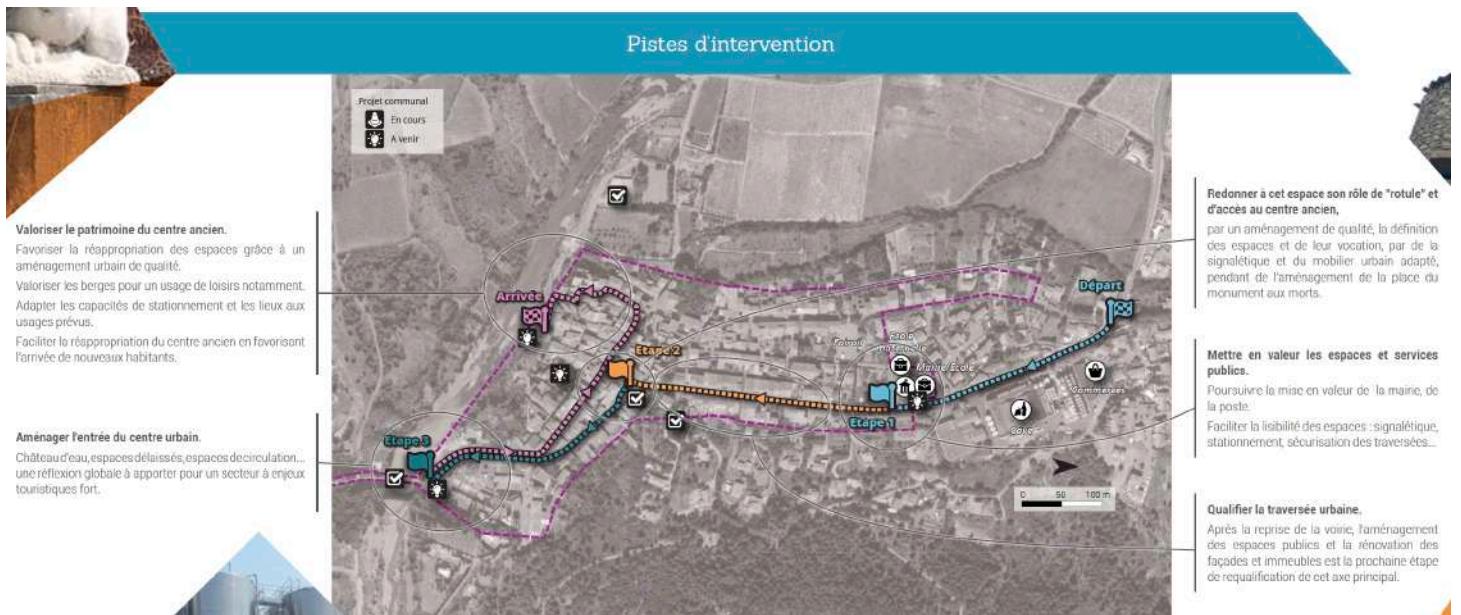 Pistes d'intervention
Projet communal
En cours
A venir
Valoriser le patrimoine du centre ancien.
Favoriser la réappropriation des espaces grâce à un
aménagement urbain de qualité.
Valoriser les berges pour un usage de loisirs notamment.
Adapter les capacités de stationnement et les lieux aux
usages prévus.
Faciliter la réappropriation du centre ancien en favorisant
l'arrivée de nouveaux habitants.
Aménager l'entrée du centre urbain.
Château d'eau, espaces délaissés, espaces de circulation...
une réflexion globale à apporter pour un secteur à enjeux
touristiques fort.
Arrivée
Départ
Etape 2
Mairie/Ecole
Commerces
Etape 1
Cave
Etape 3
0 50 100 m
Redonner à cet espace son rôle de "rotule" et
d'accès au centre ancien,
par un aménagement de qualité, la définition
des espaces et de leur vocation, par de la
signalétique et du mobilier urbain adapté,
pendant de l'aménagement de la place du
monument aux morts.
Mettre en valeur les espaces et services
publics.
Poursuivre la mise en valeur de la mairie, de
la poste.
Faciliter la lisibilité des espaces : signalétique,
stationnement, sécurisation des traversées...
Qualifier la traversée urbaine.
Après la reprise de la voirie, l'aménagement
des espaces publics et la rénovation des
façades et immeubles est la prochaine étape
de requalification de cet axe principal.